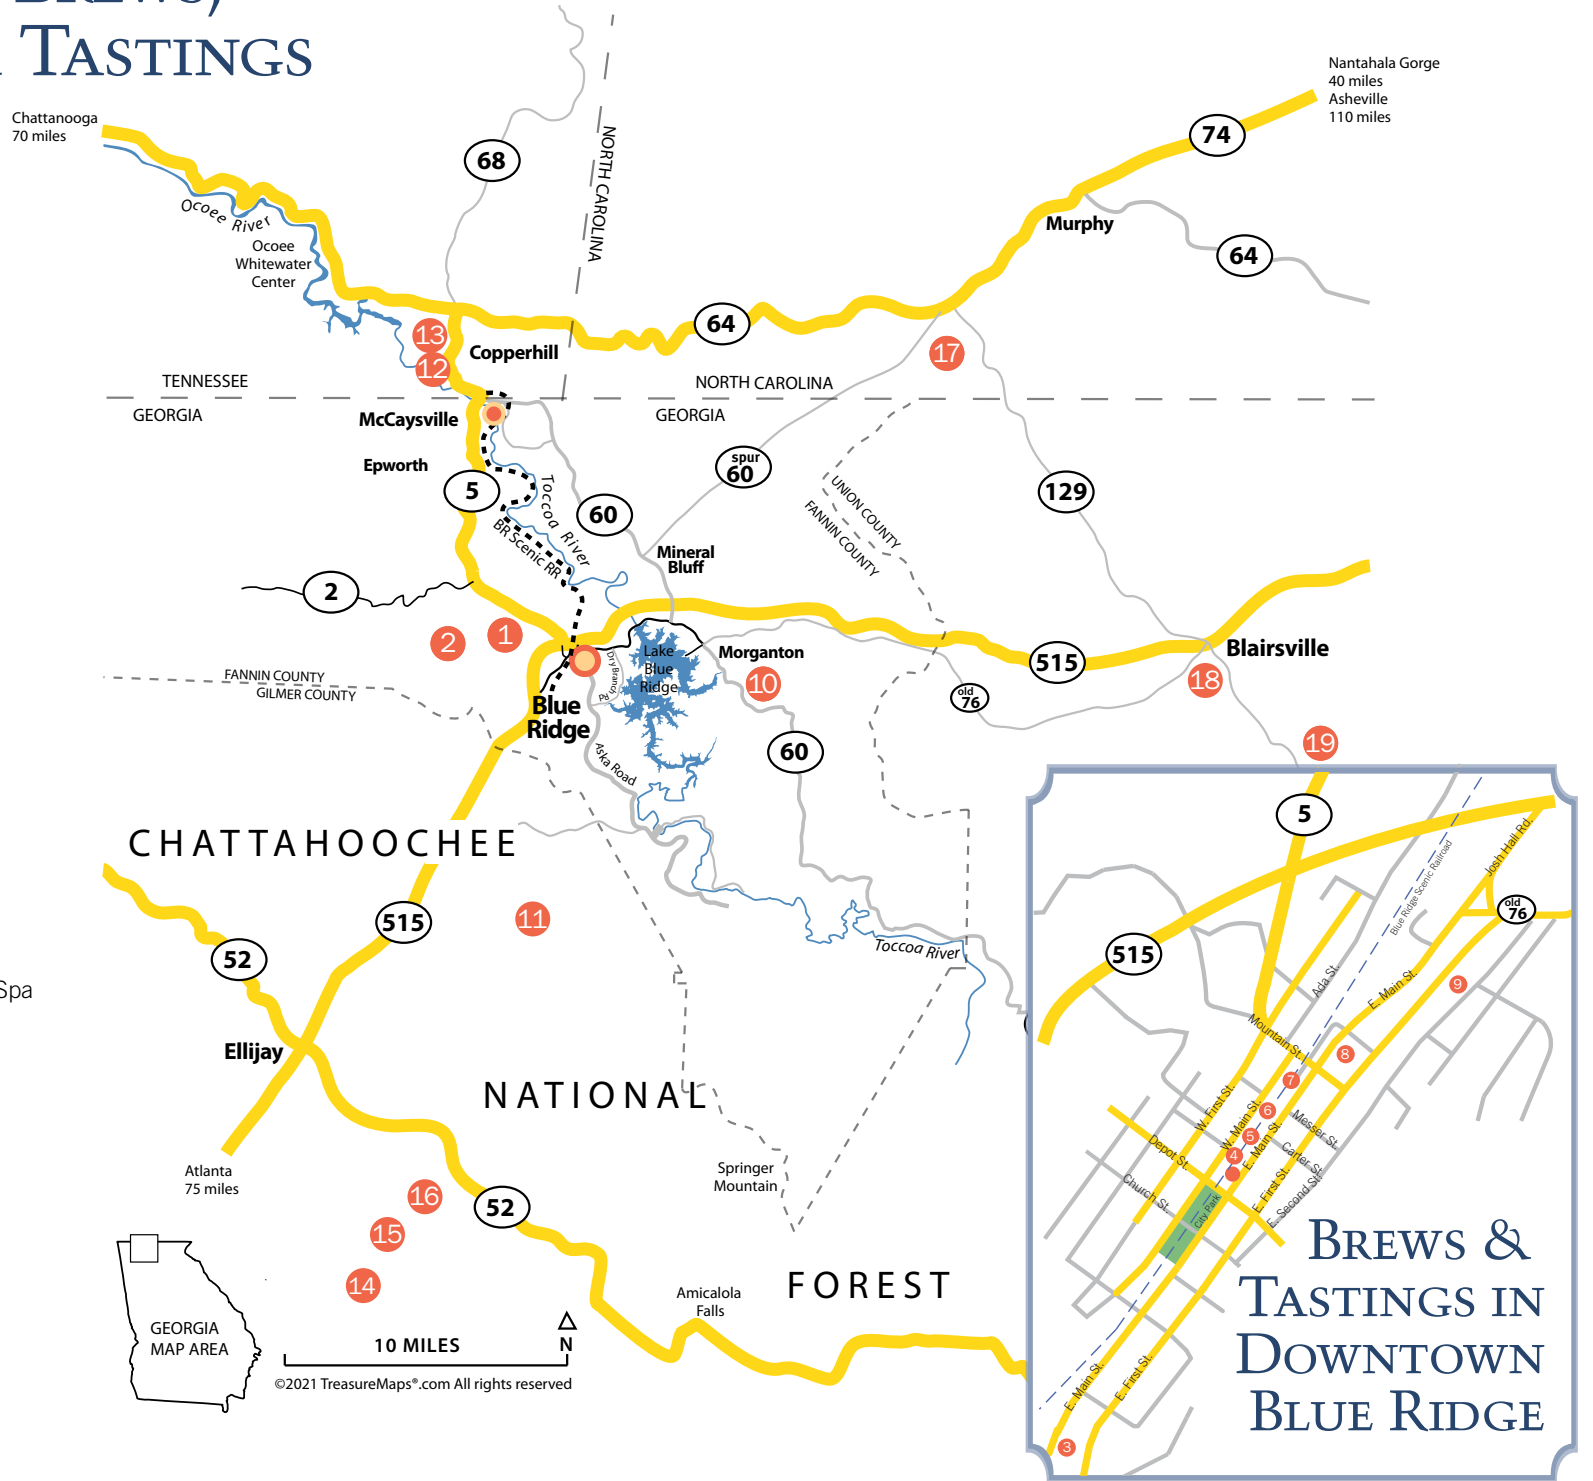 TASTINGS
Chattanooga
70 miles
Nantahala Gorge
40 miles
Asheville
110 miles
68
NORTH CAROLINA
74
Ocoee River
Ocoee
Whitewater
Center
Murphy
64
64
13
12
Copperhill
17
TENNESSEE
NORTH CAROLINA
GEORGIA
GEORGIA
McCaysville
Epworth
5
Toccoa River
BR Scenic RR
60
spur
60
UNION COUNTY
FANNIN COUNTY
129
Mineral
Bluff
2
2
1
Lake
Blue
Ridge
Dry Branch Rd
Morganton
10
515
Blairsville
18
old
76
FANNIN COUNTY
GILMER COUNTY
Blue
Ridge
Aska Road
60
19
CHATTAHOOCHEE
515
11
52
Toccoa River
Spa
Ellijay
NATIONAL
Atlanta
75 miles
Springer
Mountain
16
15
14
52
Amicalola
Falls
FOREST
GEORGIA
MAP AREA
10 MILES
N
©2021 TreasureMaps®.com All rights reserved
5
Josh Hall Rd.
Blue Ridge Scenic Railroad
old
76
515
Ada St.
E. Main St.
9
Mountain St.
8
7
W. First St.
W. Main St.
6
Messer St.
5
E. Main St.
4
Carter St.
Depot St.
Church St.
City Park
E. First St.
E. Second St.
E. Main St.
E. First St.
3
BREWS &
TASTINGS IN
DOWNTOWN
BLUE RIDGE